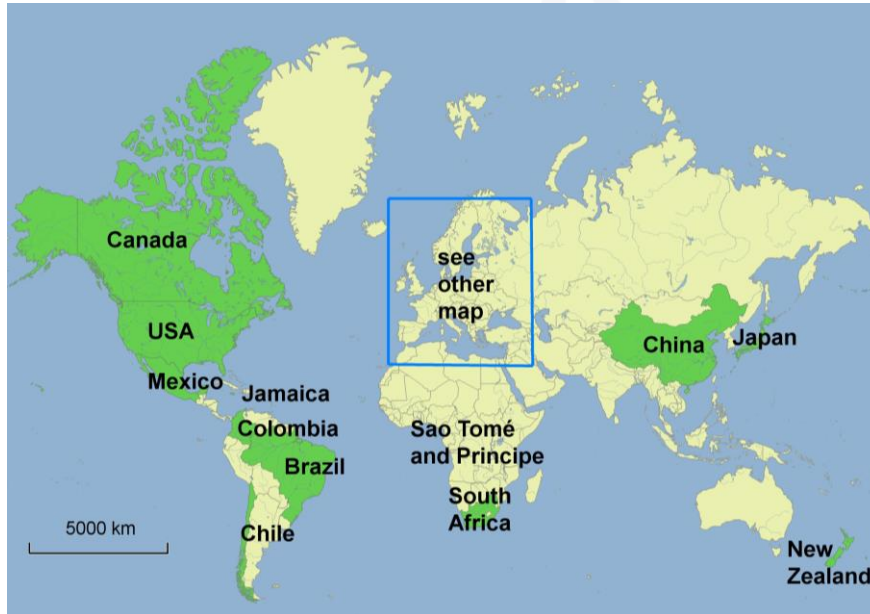 Canada
see
other
map
USA
China
Japan
Mexico
Jamaica
Colombia
Sao Tomé
and Principe
Brazil
South
Africa
5000 km
Chile
New
Zealand